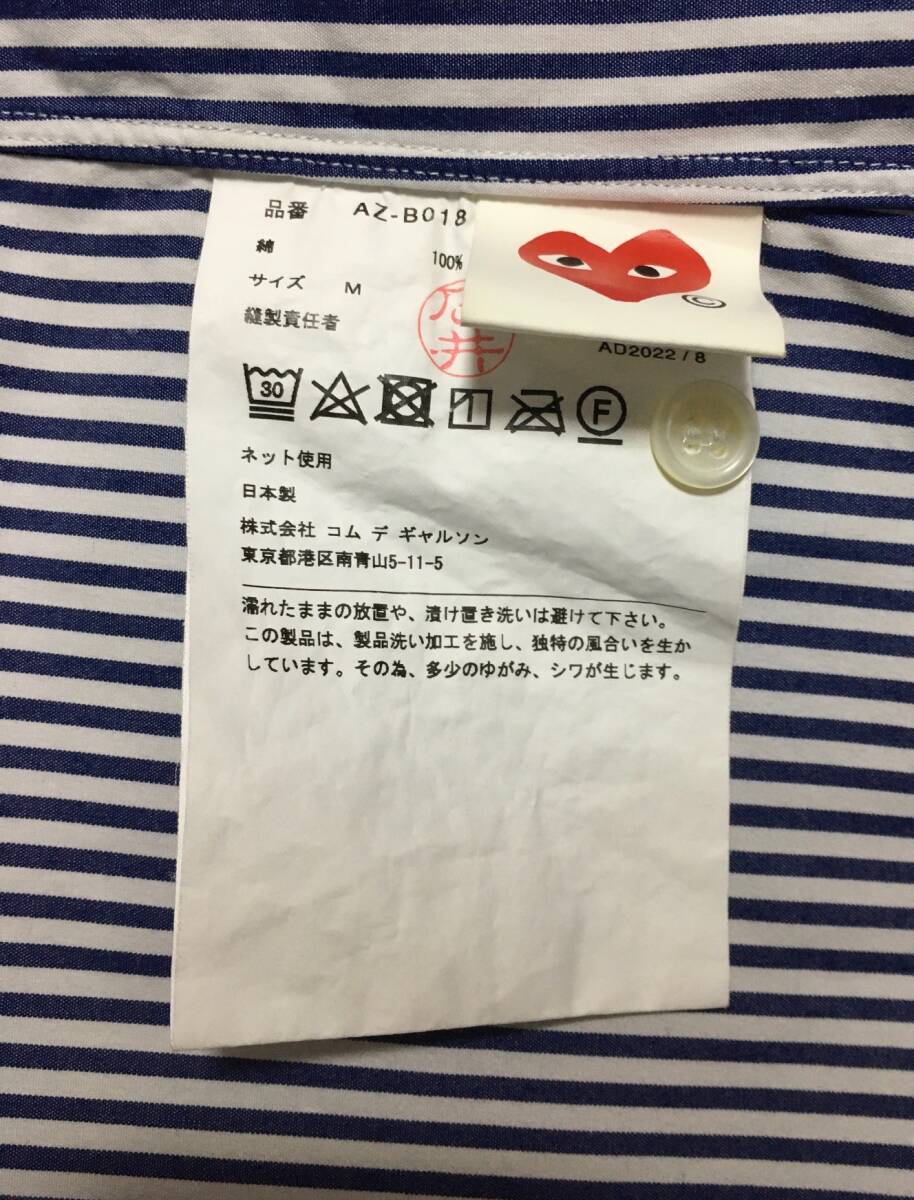 品番 AZ-B018
綿 100%
サイズ M
縫製責任者
©
AD2022 / 8
30
F
ネット使用
日本製
株式会社 コム デ ギャルソン
東京都港区南青山5-11-5
濡れたままの放置や、漬け置き洗いは避けて下さい。
この製品は、製品洗い加工を施し、独特の風合いを生か
しています。その為、多少のゆがみ、シワが生じます。